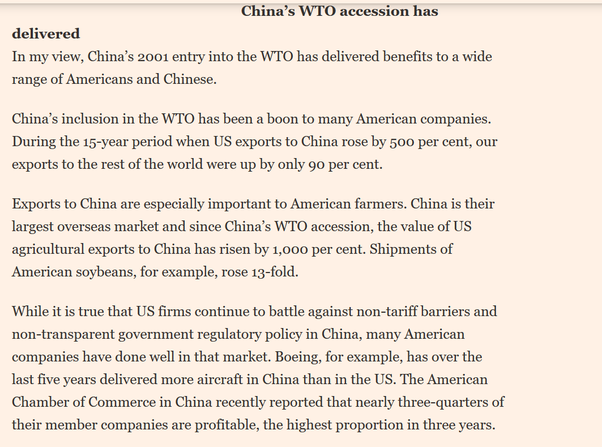 China’s WTO accession has
delivered
In my view, China’s 2001 entry into the WTO has delivered benefits to a wide
range of Americans and Chinese.
China’s inclusion in the WTO has been a boon to many American companies.
During the 15-year period when US exports to China rose by 500 per cent, our
exports to the rest of the world were up by only 90 per cent.
Exports to China are especially important to American farmers. China is their
largest overseas market and since China’s WTO accession, the value of US
agricultural exports to China has risen by 1,000 per cent. Shipments of
American soybeans, for example, rose 13-fold.
While it is true that US firms continue to battle against non-tariff barriers and
non-transparent government regulatory policy in China, many American
companies have done well in that market. Boeing, for example, has over the
last five years delivered more aircraft in China than in the US. The American
Chamber of Commerce in China recently reported that nearly three-quarters of
their member companies are profitable, the highest proportion in three years.